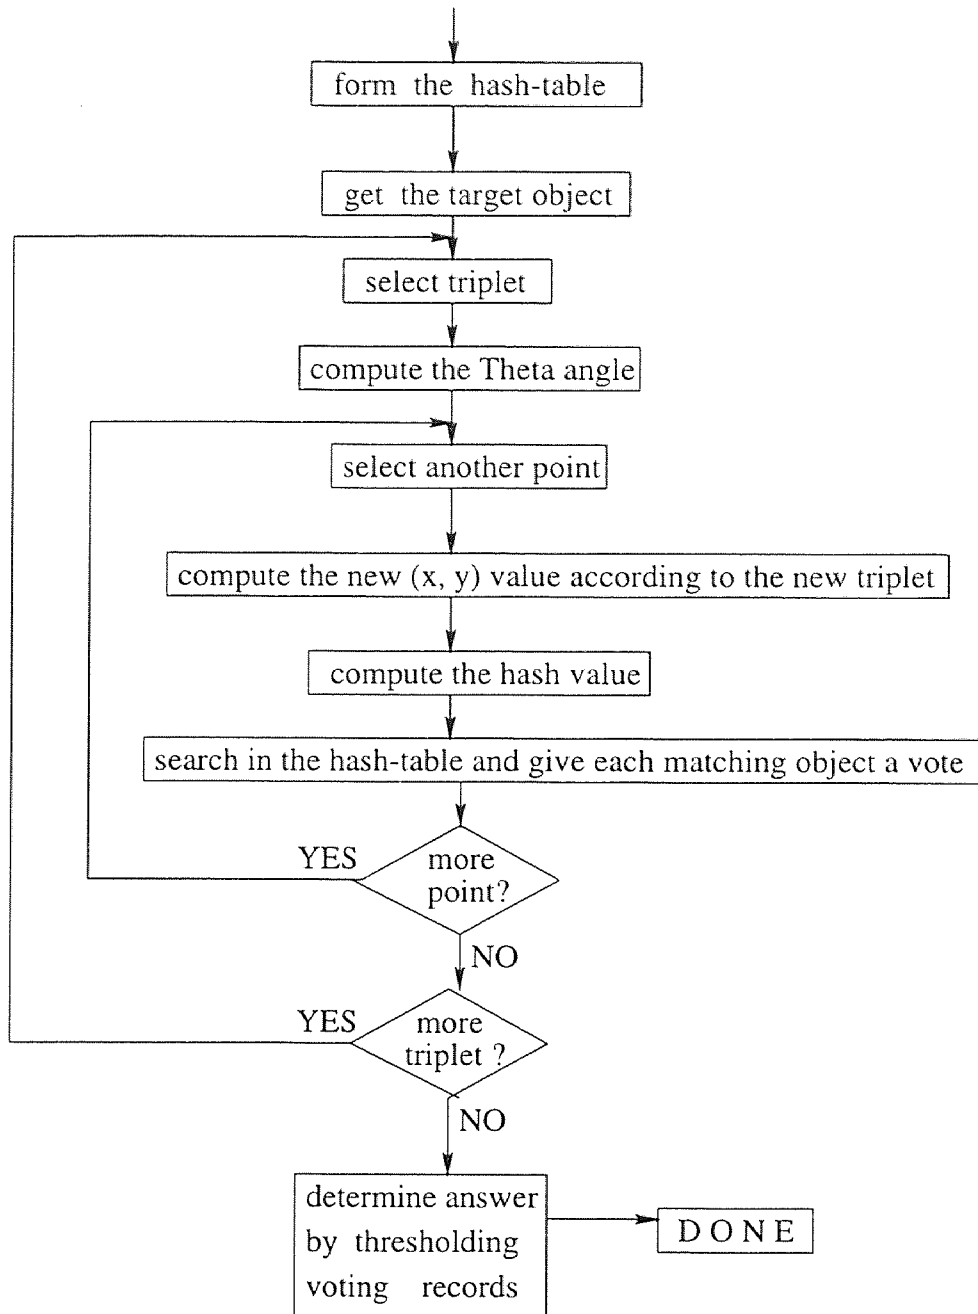 form the hash-table
get the target object
select triplet
compute the Theta angle
select another point
compute the new (x, y) value according to the new triplet
compute the hash value
search in the hash-table and give each matching object a vote
YES
more
point?
NO
YES
more
triplet ?
NO
determine answer
by thresholding
voting records
D O N E